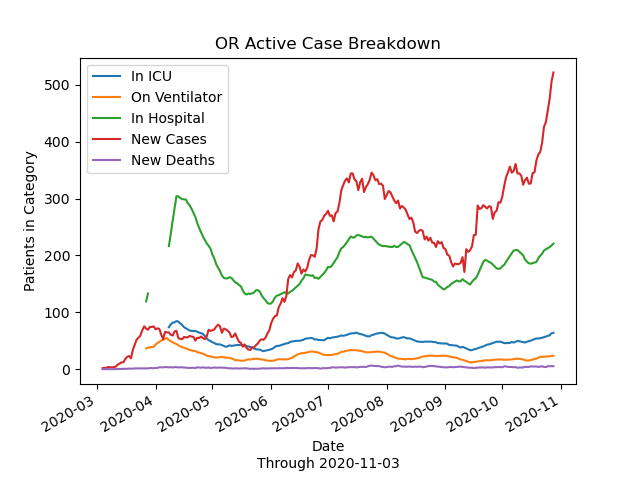 OR Active Case Breakdown
In ICU
On Ventilator
In Hospital
New Cases
New Deaths
Patients in Category
500
400
300
200
100
0
2020-03
2020-04
2020-05
2020-06
2020-07
2020-08
2020-09
2020-10
2020-11
Date
Through 2020-11-03